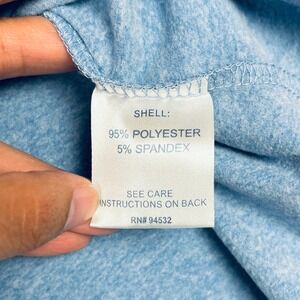 SHELL:
95% POLYESTER
5% SPANDEX
SEE CARE
INSTRUCTIONS ON BACK
RN# 94532